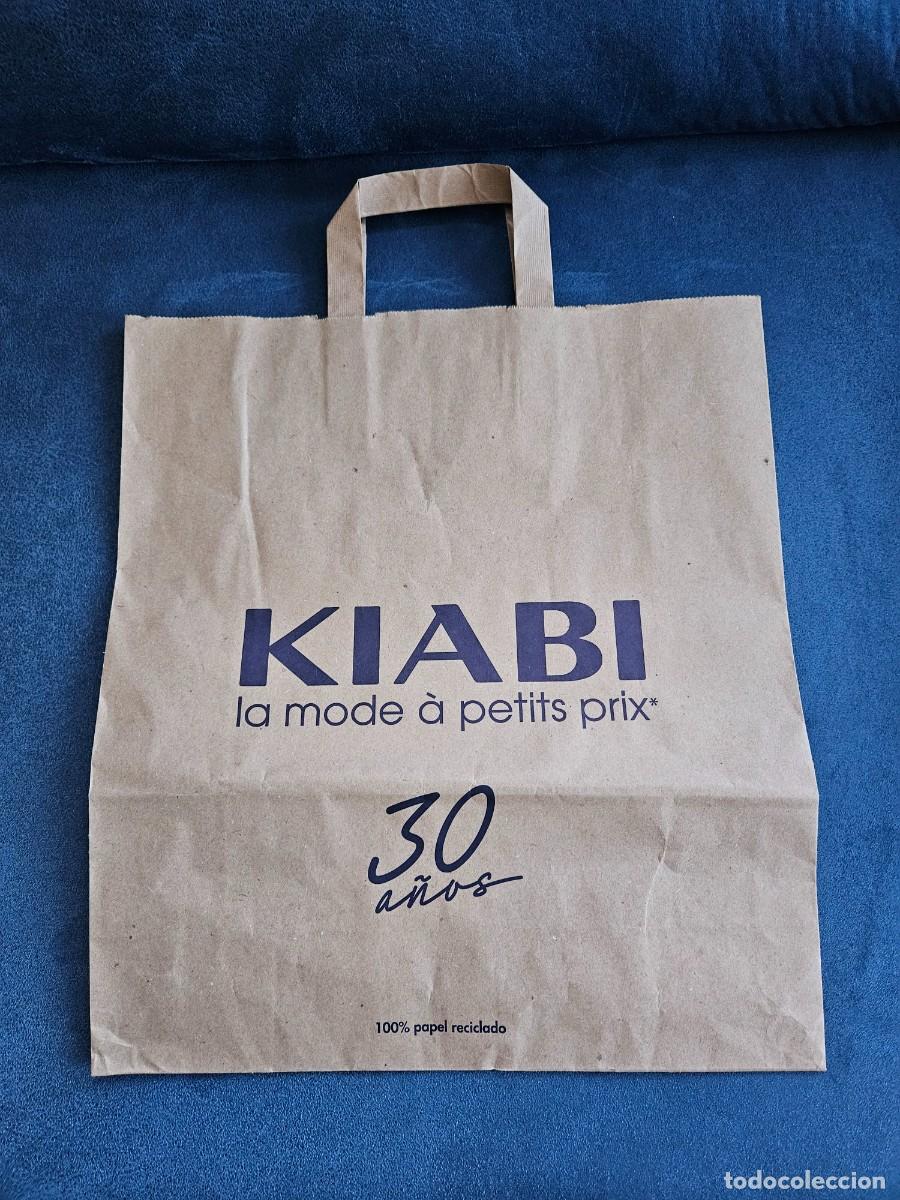 KIABI
la mode à petits prix*
30
años
100% papel reciclado
todocoleccion